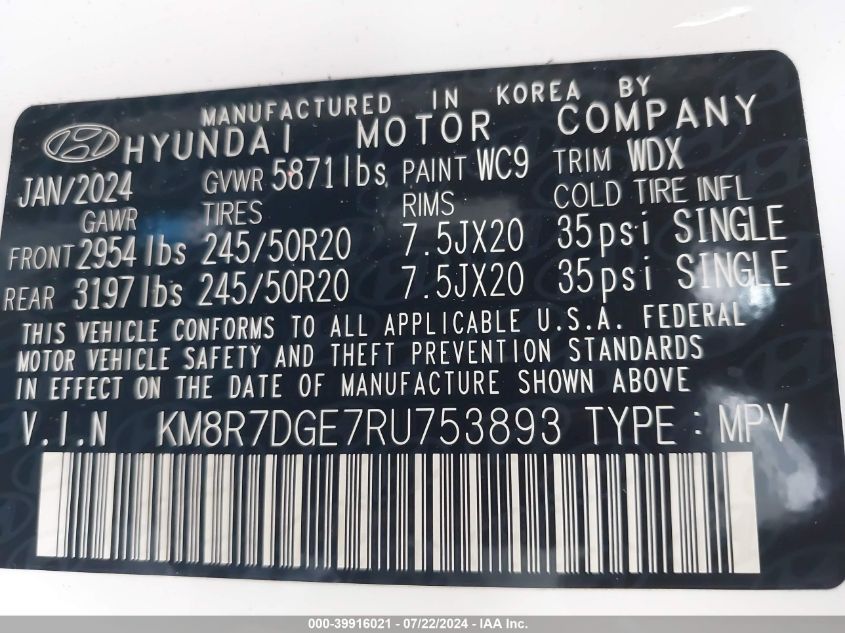 MANUFACTURED IN KOREA BY
HYUNDAI MOTOR COMPANY
JAN/2024 GVWR 5871lbs PAINT WC9 TRIM WDX
GAWR TIRES RIMS COLD TIRE INFL
FRONT 2954lbs 245/50R20 7.5JX20 35psi SINGLE
REAR 3197lbs 245/50R20 7.5JX20 35psi SINGLE
THIS VEHICLE CONFORMS TO ALL APPLICABLE U.S.A. FEDERAL
MOTOR VEHICLE SAFETY AND THEFT PREVENTION STANDARDS
IN EFFECT ON THE DATE OF MANUFACTURE SHOWN ABOVE
V.I.N KM8R7DGE7RU753893 TYPE : MPV
000-39916021 - 07/22/2024 - IAA Inc.